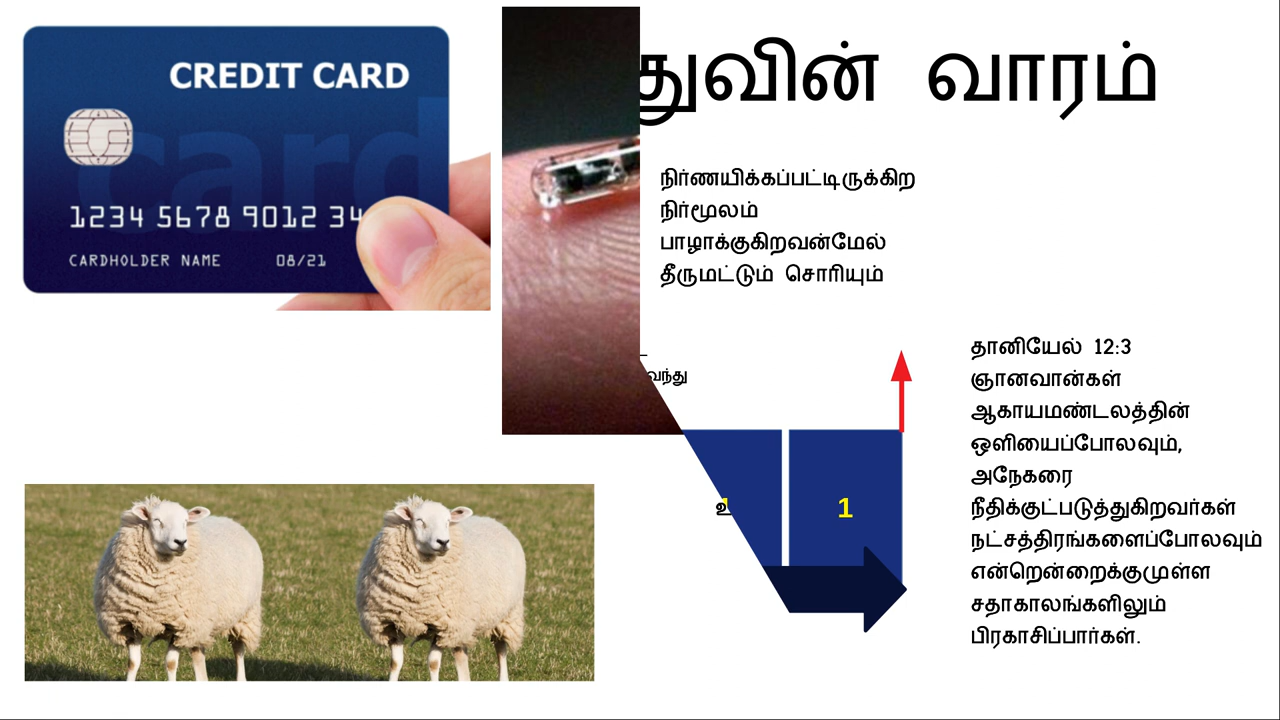 CREDIT CARD
card
1234 5678 9012 34
CARDHOLDER NAME 08/21
துவின் வாரம்
நிர்ணயிக்கப்பட்டிருக்கிற
நிர்மூலம்
பாழாக்குகிறவன்மேல்
தீருமட்டும் சொரியும்
வந்து
1
தானியேல் 12:3
ஞானவான்கள்
ஆகாயமண்டலத்தின்
ஒளியைப்போலவும்,
அநேகரை
நீதிக்குட்படுத்துகிறவர்கள்
நட்சத்திரங்களைப்போலவும்
என்றென்றைக்குமுள்ள
சதாகாலங்களிலும்
பிரகாசிப்பார்கள்.